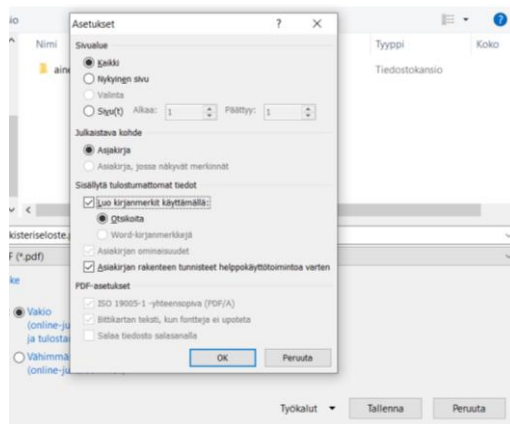 io
Asetukset
?
Nimi
Tyyppi
Koko
Sivualue
Kaikki
Nykyinen sivu
Valinta
Sivu(t) Alkaa: 1 Päättyy: 1
aine
Tiedostokansio
Julkaistava kohde
Asiakirja
Asiakirja, jossa näkyvät merkinnät
Sisällytä tulostumattomat tiedot
Luo kirjanmerkit käyttämällä:
Otsikoita
Word-kirjanmerkkejä
Asiakirjan ominaisuudet
Asiakirjan rakenteen tunnisteet helppokäyttötoimintoa varten
kisteriseloste.
F (*.pdf)
ke
PDF-asetukset
ISO 19005-1 -yhteensopiva (PDF/A)
Bittikartan teksti, kun fontteja ei upoteta
Salaa tiedosto salasanalla
Vakio
(online-ju
ja tulosta
Vähimmä
(online-ju
OK Peruuta
Työkalut Tallenna Peruuta